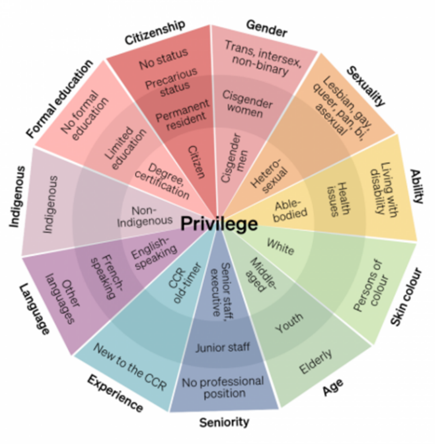 Citizenship
Gender
Formal education
Sexuality
Indigenous
Ability
Language
Skin colour
Experience
Age
Seniority
Privilege
No status
Precarious
status
Permanent
resident
Citizen
Trans, intersex,
non-binary
Cisgender
women
Cisgender
men
Lesbian, gay,
queer, pan, bi,
asexual
Hetero-
sexual
Living with
disability
Health
issues
Able-
bodied
Persons of
colour
White
Elderly
Youth
Middle-
aged
No professional
position
Junior staff
Senior staff,
executive
New to the CCR
CCR
old-timer
Other
languages
French-
speaking
English-
speaking
Indigenous
Non-
Indigenous
No formal
education
Limited
education
Degree,
certification